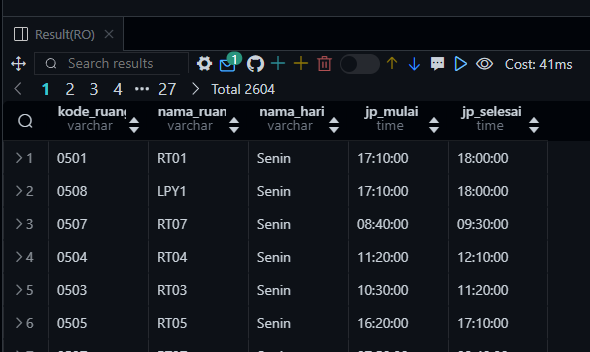 Result(RO)
Search results 1 Cost: 41ms
1 2 3 4 ••• 27 Total 2604
kode_ruang nama_ruan nama_hari jp_mulai jp_selesai
varchar varchar varchar time time
1 0501 RT01 Senin 17:10:00 18:00:00
2 0508 LPY1 Senin 17:10:00 18:00:00
3 0507 RT07 Senin 08:40:00 09:30:00
4 0504 RT04 Senin 11:20:00 12:10:00
5 0503 RT03 Senin 10:30:00 11:20:00
6 0505 RT05 Senin 16:20:00 17:10:00